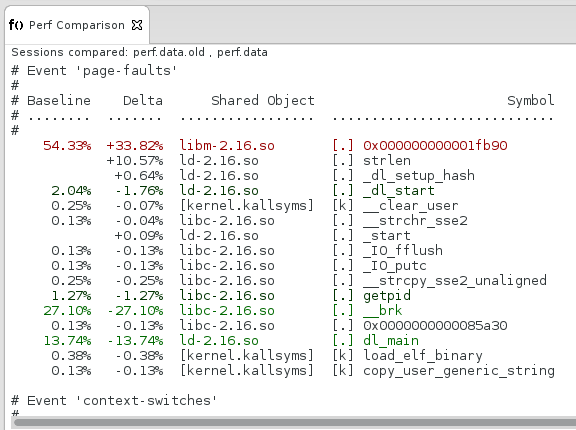 f() Perf Comparison
Sessions compared: perf.data.old , perf.data
# Event 'page-faults'
#
# Baseline    Delta      Shared Object                        Symbol
# ........  .......  .................  ............................
#
    54.33%  +33.82%  libm-2.16.so       [.] 0x000000000001fb90
            +10.57%  ld-2.16.so         [.] strlen
             +0.64%  ld-2.16.so         [.] _dl_setup_hash
     2.04%   -1.76%  ld-2.16.so         [.] _dl_start
     0.25%   -0.07%  [kernel.kallsyms]  [k] __clear_user
     0.13%   -0.04%  libc-2.16.so       [.] __strchr_sse2
             +0.09%  ld-2.16.so         [.] _start
     0.13%   -0.13%  libc-2.16.so       [.] _IO_fflush
     0.13%   -0.13%  libc-2.16.so       [.] _IO_putc
     0.25%   -0.25%  libc-2.16.so       [.] __strcpy_sse2_unaligned
     1.27%   -1.27%  libc-2.16.so       [.] getpid
    27.10%  -27.10%  libc-2.16.so       [.] __brk
     0.13%   -0.13%  libc-2.16.so       [.] 0x0000000000085a30
    13.74%  -13.74%  ld-2.16.so         [.] dl_main
     0.38%   -0.38%  [kernel.kallsyms]  [k] load_elf_binary
     0.13%   -0.13%  [kernel.kallsyms]  [k] copy_user_generic_string
# Event 'context-switches'
#